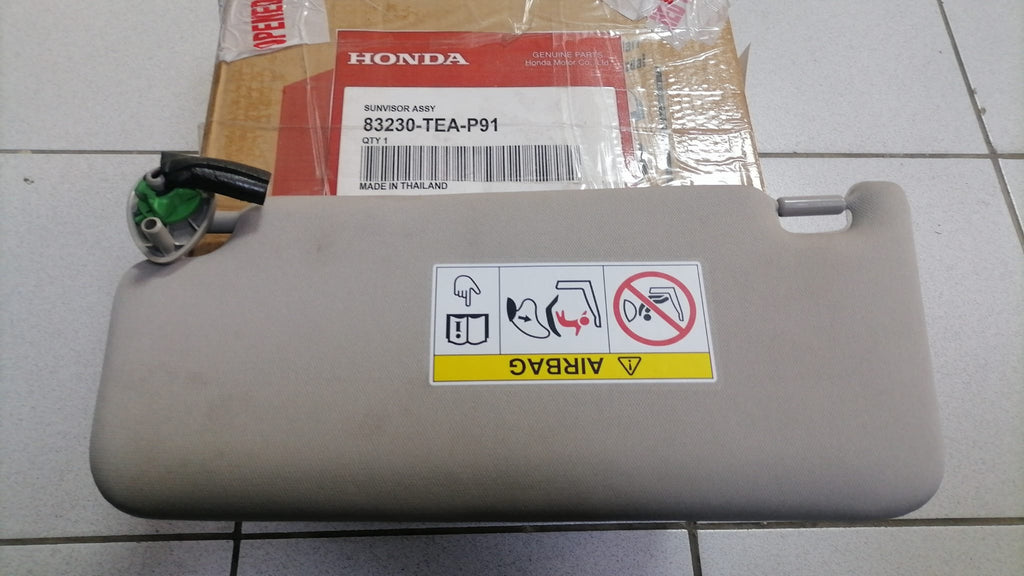 OPENED
HONDA
GENUINE PARTS
Honda Motor Co., Ltd.
SUNVISOR ASSY
83230-TEA-P91
QTY 1
MADE IN THAILAND
AIRBAG